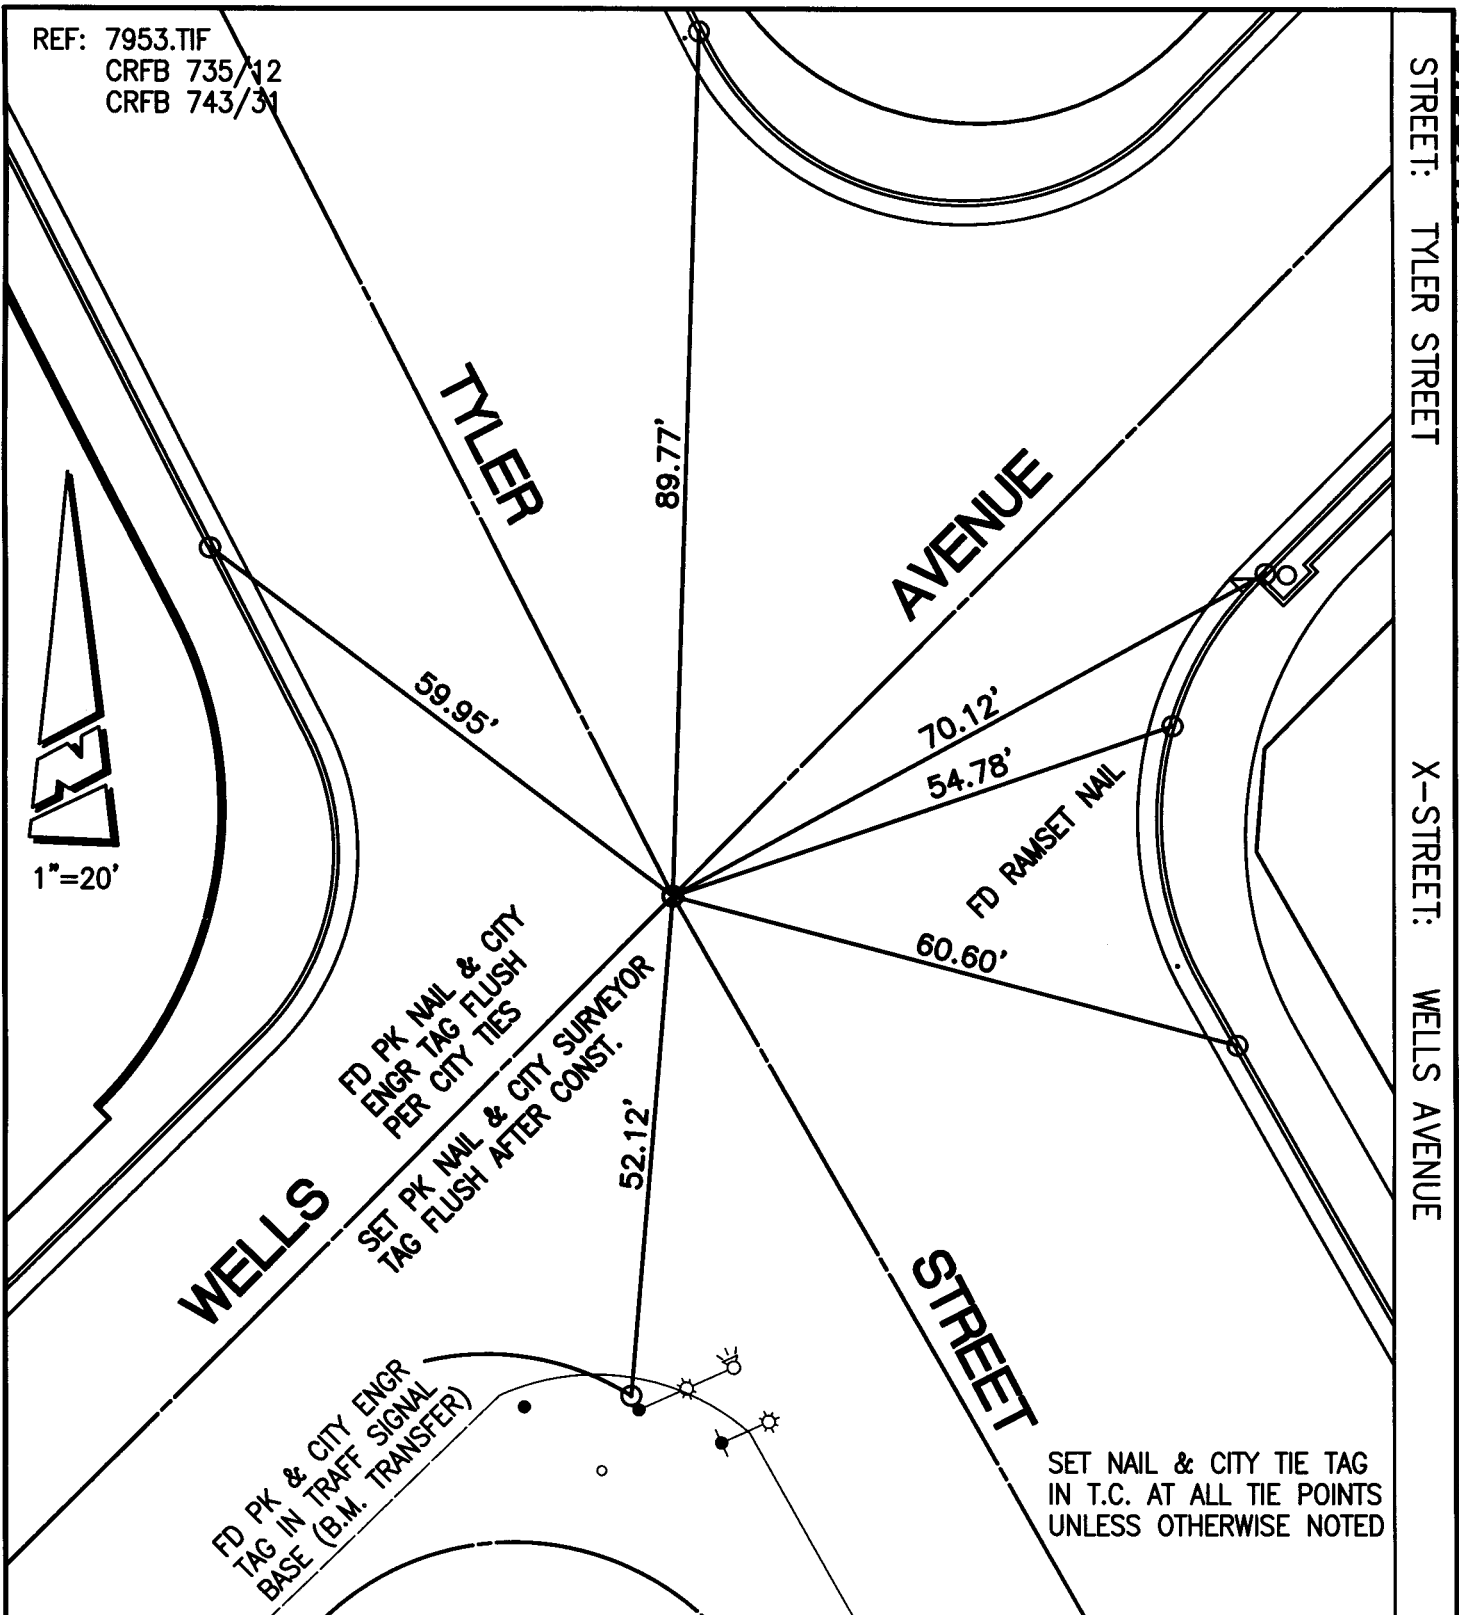 REF: 7953.TIF
CRFB 735/12
CRFB 743/31
STREET: TYLER STREET
X-STREET: WELLS AVENUE
TYLER
89.77'
AVENUE
59.95'
70.12'
54.78'
FD RAMSET NAIL
N
1"=20'
60.60'
FD PK NAIL & CITY
ENGR TAG FLUSH
PER CITY TIES
SET PK NAIL & CITY SURVEYOR
TAG FLUSH AFTER CONST.
52.12'
WELLS
STREET
FD PK & CITY ENGR
TAG IN TRAFF SIGNAL
BASE (B.M. TRANSFER)
SET NAIL & CITY TIE TAG
IN T.C. AT ALL TIE POINTS
UNLESS OTHERWISE NOTED